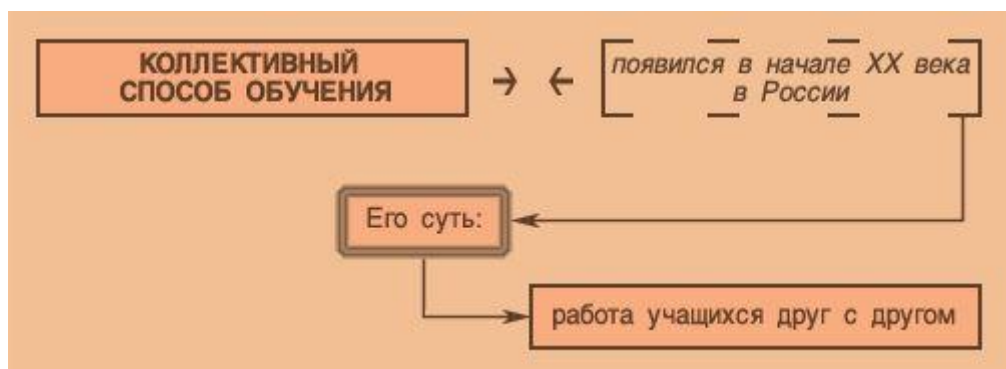 КОЛЛЕКТИВНЫЙ
СПОСОБ ОБУЧЕНИЯ
появился в начале XX века
в России
Его суть:
работа учащихся друг с другом